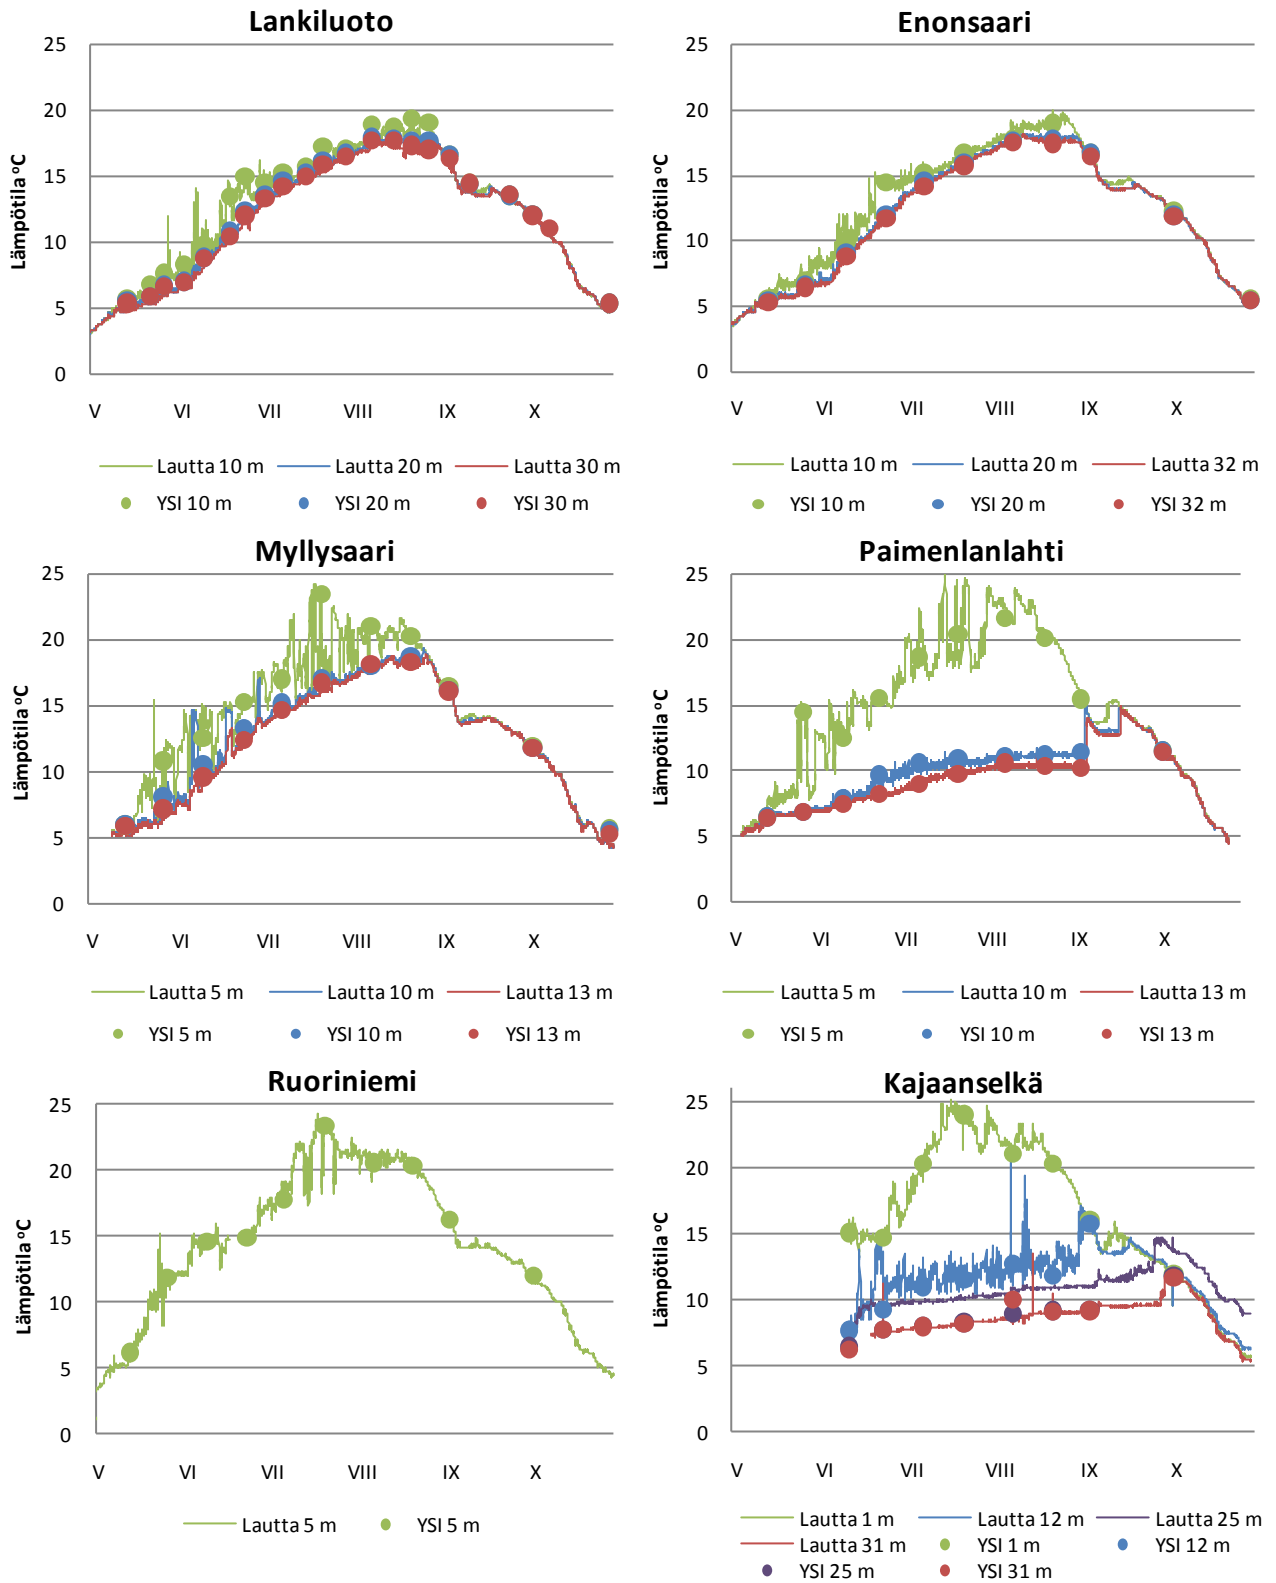 Lankiluoto
25
20
15
10
5
0
Lämpötila ºC
V VI VII VIII IX X
Lautta 10 m Lautta 20 m Lautta 30 m
YSI 10 m YSI 20 m YSI 30 m
Enonsaari
25
20
15
10
5
0
Lämpötila ºC
V VI VII VIII IX X
Lautta 10 m Lautta 20 m Lautta 32 m
YSI 10 m YSI 20 m YSI 32 m
Myllysaari
25
20
15
10
5
0
Lämpötila ºC
V VI VII VIII IX X
Lautta 5 m Lautta 10 m Lautta 13 m
YSI 5 m YSI 10 m YSI 13 m
Paimenlanlahti
25
20
15
10
5
0
Lämpötila ºC
V VI VII VIII IX X
Lautta 5 m Lautta 10 m Lautta 13 m
YSI 5 m YSI 10 m YSI 13 m
Ruoriniemi
25
20
15
10
5
0
Lämpötila ºC
V VI VII VIII IX X
Lautta 5 m YSI 5 m
Kajaanselkä
25
20
15
10
5
0
Lämpötila ºC
V VI VII VIII IX X
Lautta 1 m Lautta 12 m Lautta 25 m
Lautta 31 m YSI 1 m YSI 12 m
YSI 25 m YSI 31 m